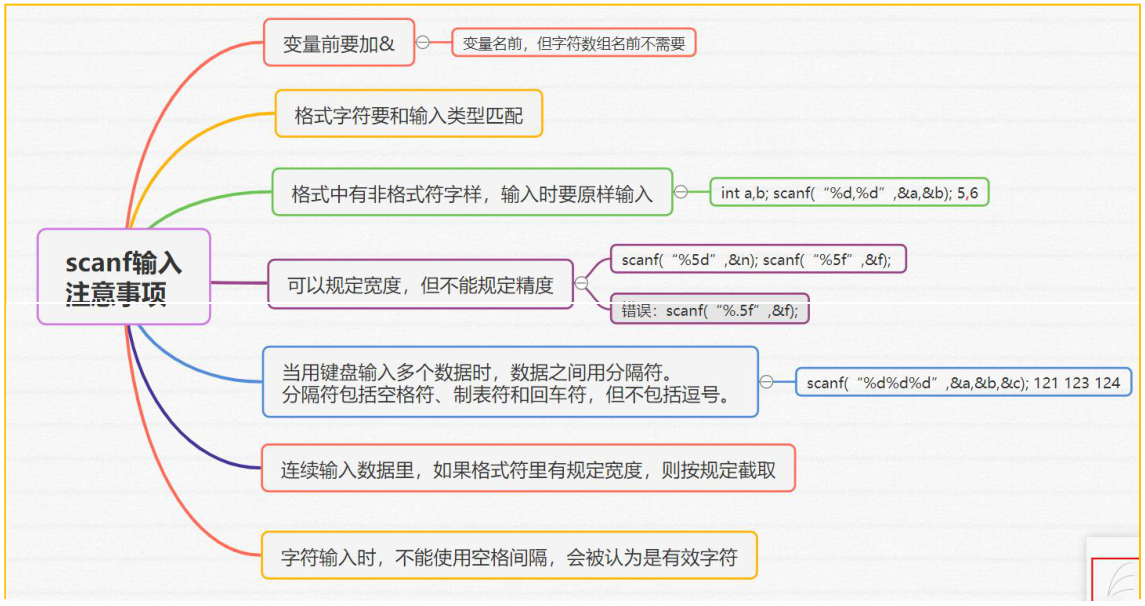 变量前要加&
变量名前，但字符数组名前不需要
格式字符要和输入类型匹配
格式中有非格式符字样，输入时要原样输入
int a,b; scanf(“%d,%d”,&a,&b); 5,6
scanf输入
注意事项
可以规定宽度，但不能规定精度
scanf(“%5d”,&n); scanf(“%5f”,&f);
错误：scanf(“%.5f”,&f);
当用键盘输入多个数据时，数据之间用分隔符。
分隔符包括空格符、制表符和回车符，但不包括逗号。
scanf(“%d%d%d”,&a,&b,&c); 121 123 124
连续输入数据里，如果格式符里有规定宽度，则按规定截取
字符输入时，不能使用空格间隔，会被认为是有效字符